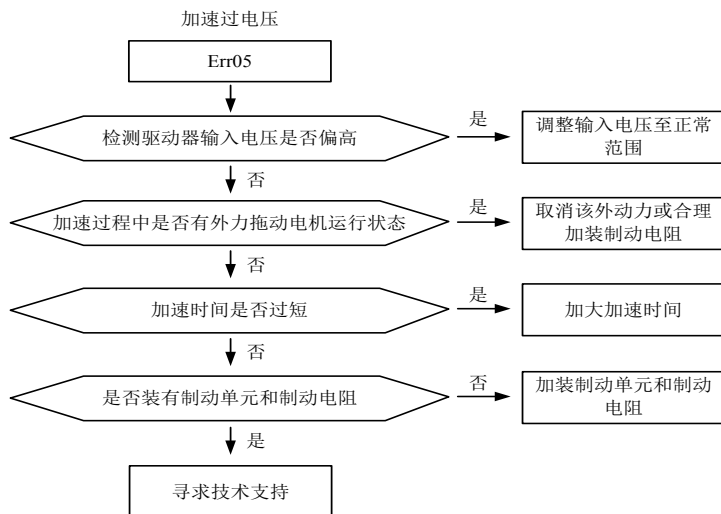 加速过电压
Err05
检测驱动器输入电压是否偏高
是
调整输入电压至正常
范围
否
加速过程中是否有外力拖动电机运行状态
是
取消该外动力或合理
加装制动电阻
否
加速时间是否过短
是
加大加速时间
否
是否装有制动单元和制动电阻
否
加装制动单元和制动
电阻
是
寻求技术支持